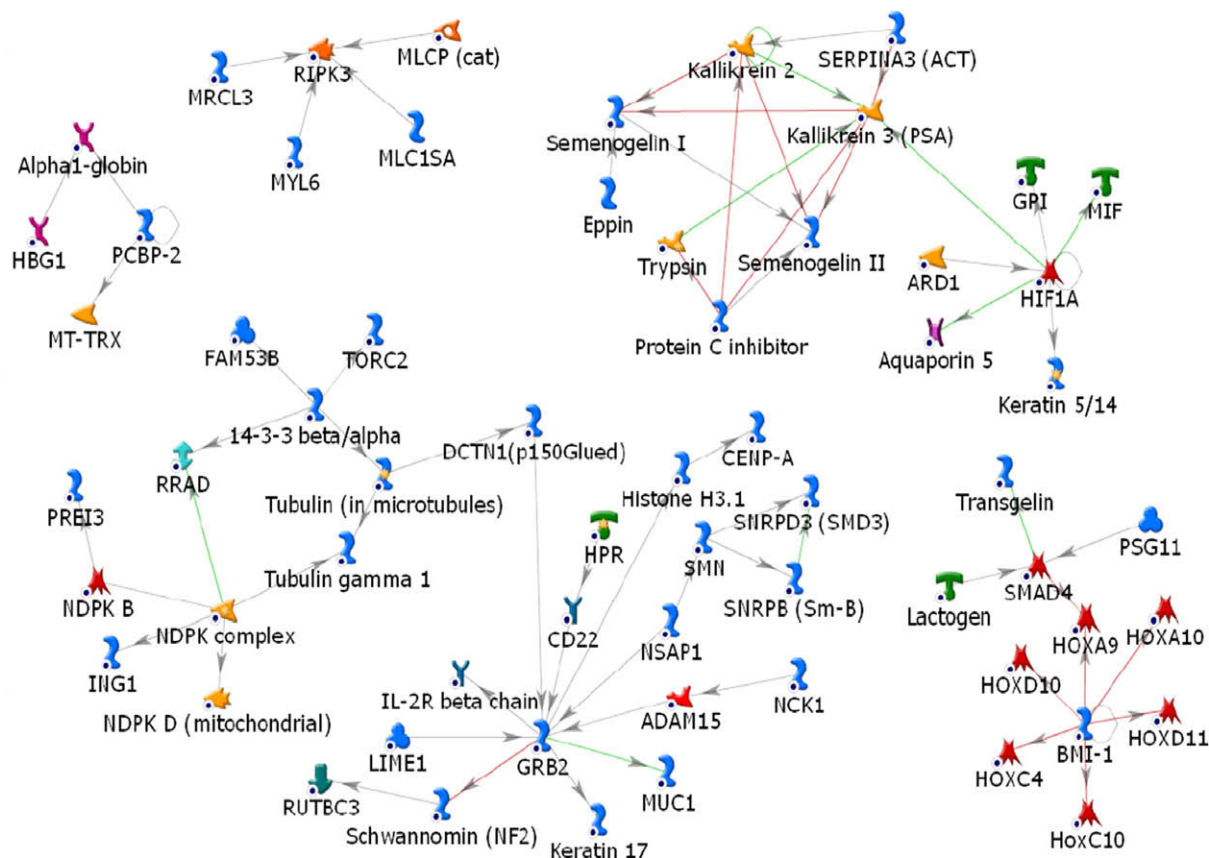 MRCL3
RIPK3
MLCP (cat)
MYL6
MLC1SA
Alpha1-globin
HBG1
PCBP-2
MT-TRX
Kallikrein 2
SERPINA3 (ACT)
Semenogelin I
Kallikrein 3 (PSA)
Eppin
Trypsin
Semenogelin II
Protein C inhibitor
GPI
MIF
ARD1
HIF1A
Aquaporin 5
Keratin 5/14
FAM53B
TORC2
14-3-3 beta/alpha
RRAD
DCTN1(p150Glued)
Tubulin (in microtubules)
PREI3
Tubulin gamma 1
NDPK B
NDPK complex
ING1
NDPK D (mitochondrial)
CENP-A
Histone H3.1
SNRPD3 (SMD3)
HPR
SMN
SNRPB (Sm-B)
CD22
NSAP1
IL-2R beta chain
ADAM15
NCK1
LIME1
GRB2
RUTBC3
MUC1
Schwannomin (NF2)
Keratin 17
Transgelin
PSG11
Lactogen
SMAD4
HOXA9
HOXA10
HOXD10
HOXD11
BMI-1
HOXC4
HoxC10